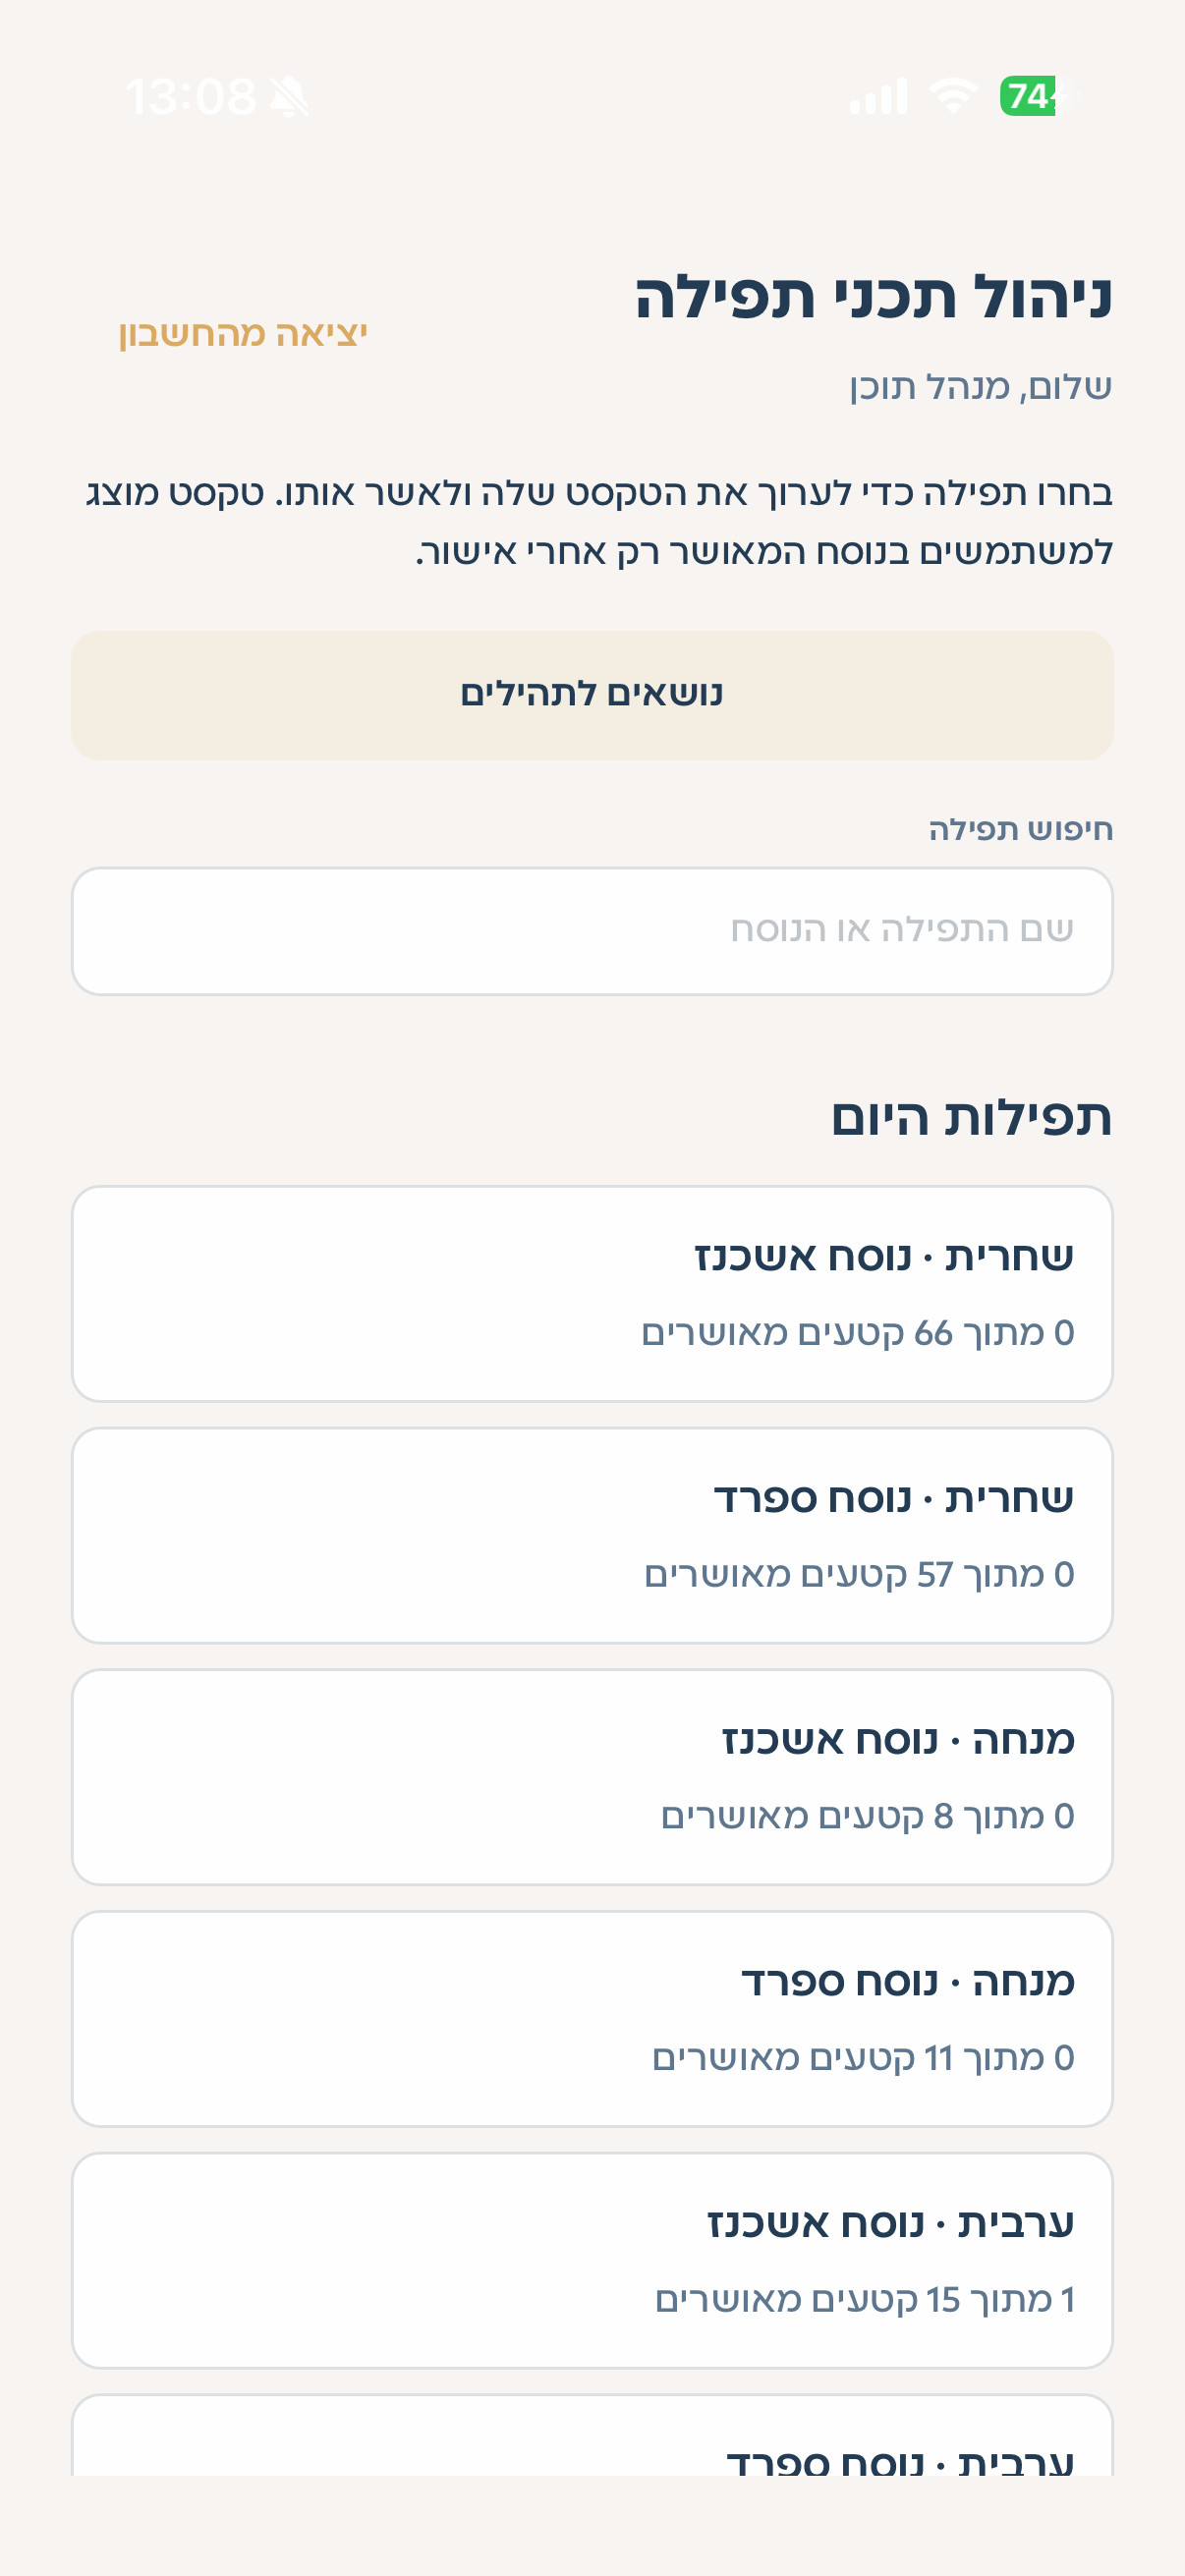 13:08
74
ניהול תכני תפילה
יציאה מהחשבון
שלום, מנהל תוכן
בחרו תפילה כדי לערוך את הטקסט שלה ולאשר אותו. טקסט מוצג
למשתמשים בנוסח המאושר רק אחרי אישור.
נושאים לתהילים
חיפוש תפילה
שם התפילה או הנוסח
תפילות היום
שחרית · נוסח אשכנז
0 מתוך 66 קטעים מאושרים
שחרית · נוסח ספרד
0 מתוך 57 קטעים מאושרים
מנחה · נוסח אשכנז
0 מתוך 8 קטעים מאושרים
מנחה · נוסח ספרד
0 מתוך 11 קטעים מאושרים
ערבית · נוסח אשכנז
1 מתוך 15 קטעים מאושרים
ערבית · נוסח ספרד